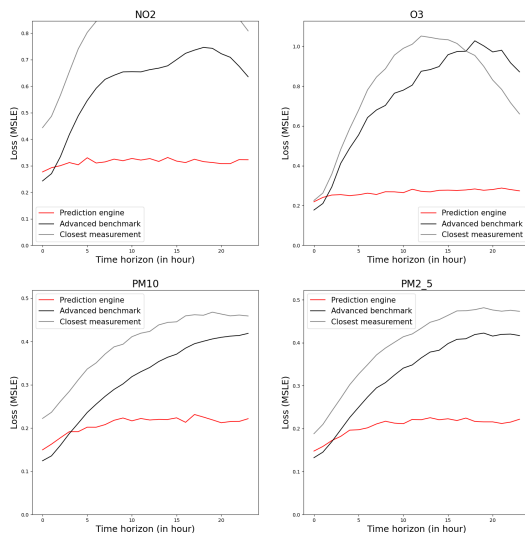 NO2
Loss (MSLE)
0.8
0.7
0.6
0.5
0.4
0.3
0.2
0.1
0.0
Prediction engine
Advanced benchmark
Closest measurement
0 5 10 15 20
Time horizon (in hour)
O3
Loss (MSLE)
1.0
0.8
0.6
0.4
0.2
0.0
Prediction engine
Advanced benchmark
Closest measurement
0 5 10 15 20
Time horizon (in hour)
PM10
Loss (MSLE)
0.5
0.4
0.3
0.2
0.1
0.0
Prediction engine
Advanced benchmark
Closest measurement
0 5 10 15 20
Time horizon (in hour)
PM2_5
Loss (MSLE)
0.5
0.4
0.3
0.2
0.1
0.0
Prediction engine
Advanced benchmark
Closest measurement
0 5 10 15 20
Time horizon (in hour)